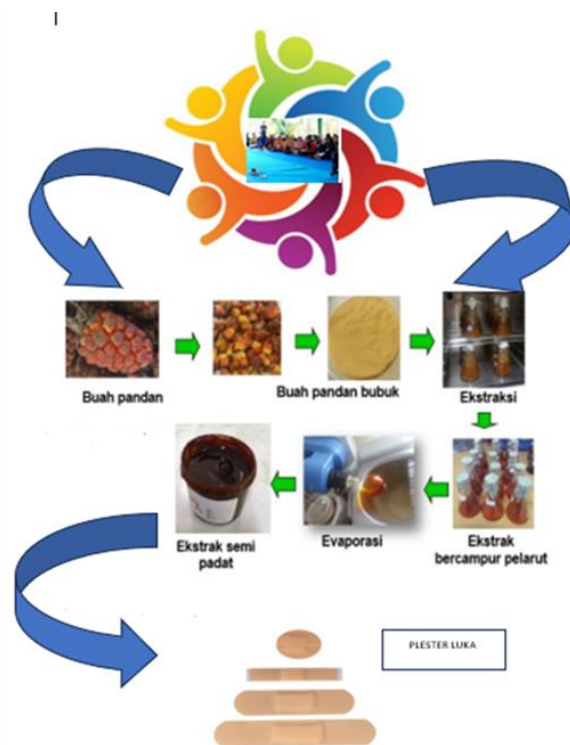 Buah pandan
Buah pandan bubuk
Ekstraksi
Ekstrak semi
padat
Evaporasi
Ekstrak
bercampur pelarut
PLESTER LUKA